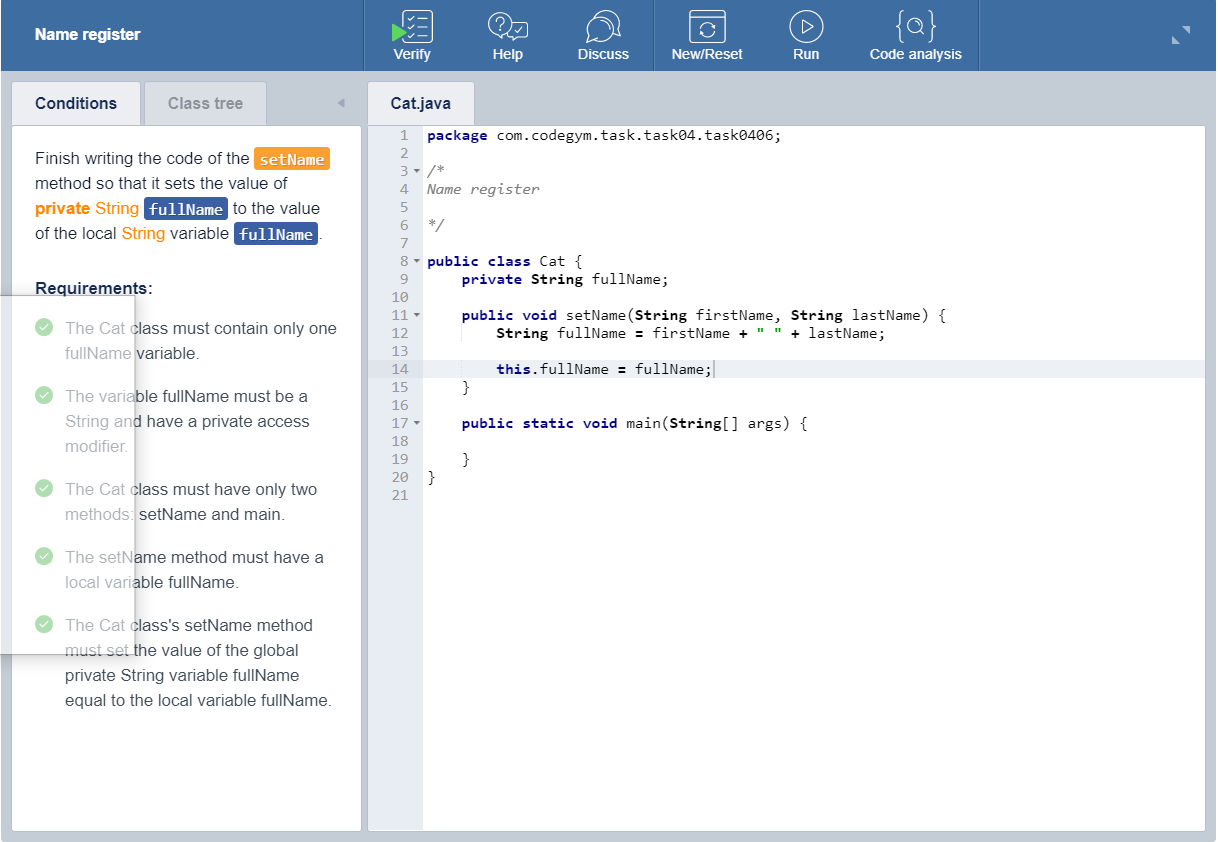 Name register
Verify
Help
Discuss
New/Reset
Run
Code analysis
Conditions
Class tree
Finish writing the code of the setName
method so that it sets the value of
private String fullName to the value
of the local String variable fullName.
Requirements:
The Cat class must contain only one
fullName variable.
The variable fullName must be a
String and have a private access
modifier.
The Cat class must have only two
methods: setName and main.
The setName method must have a
local variable fullName.
The Cat class's setName method
must set the value of the global
private String variable fullName
equal to the local variable fullName.
Cat.java
1 package com.codegym.task.task04.task0406;
2
3 /*
4 Name register
5
6 */
7
8 public class Cat {
9     private String fullName;
10
11     public void setName(String firstName, String lastName) {
12         String fullName = firstName + " " + lastName;
13
14         this.fullName = fullName;
15     }
16
17     public static void main(String[] args) {
18
19     }
20 }
21